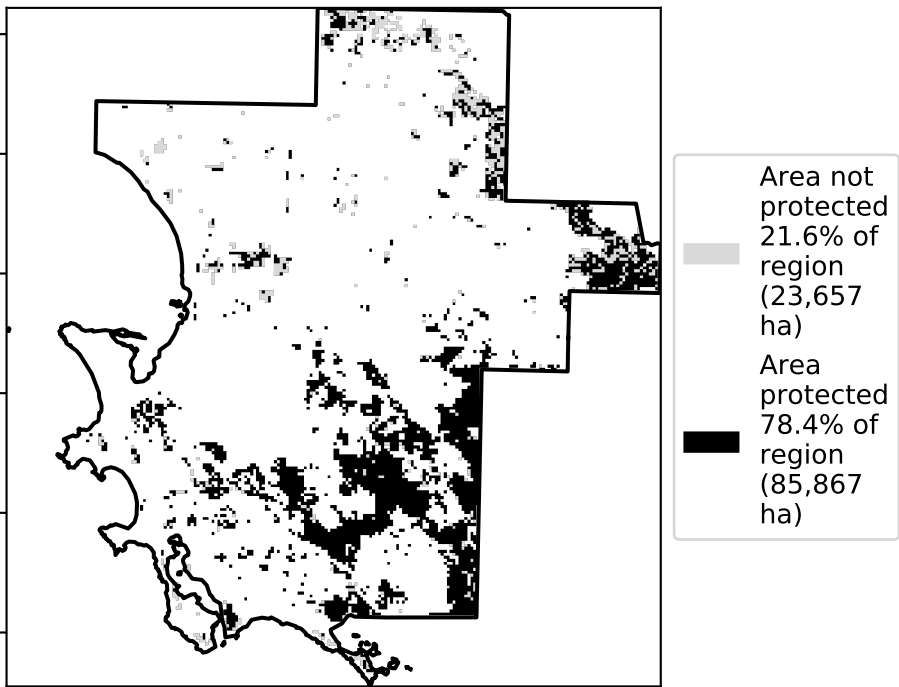 Area not
protected
21.6% of
region
(23,657
ha)
Area
protected
78.4% of
region
(85,867
ha)